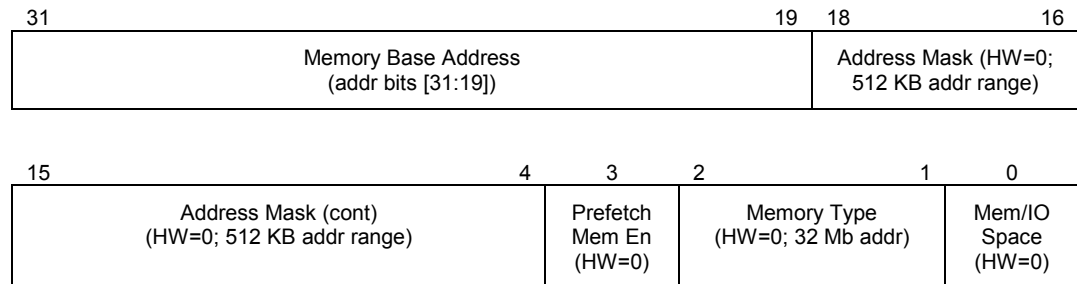 31 19 18 16
Memory Base Address
(addr bits [31:19])
Address Mask (HW=0;
512 KB addr range)
15 4 3 2 1 0
Address Mask (cont)
(HW=0; 512 KB addr range)
Prefetch
Mem En
(HW=0)
Memory Type
(HW=0; 32 Mb addr)
Mem/IO
Space
(HW=0)